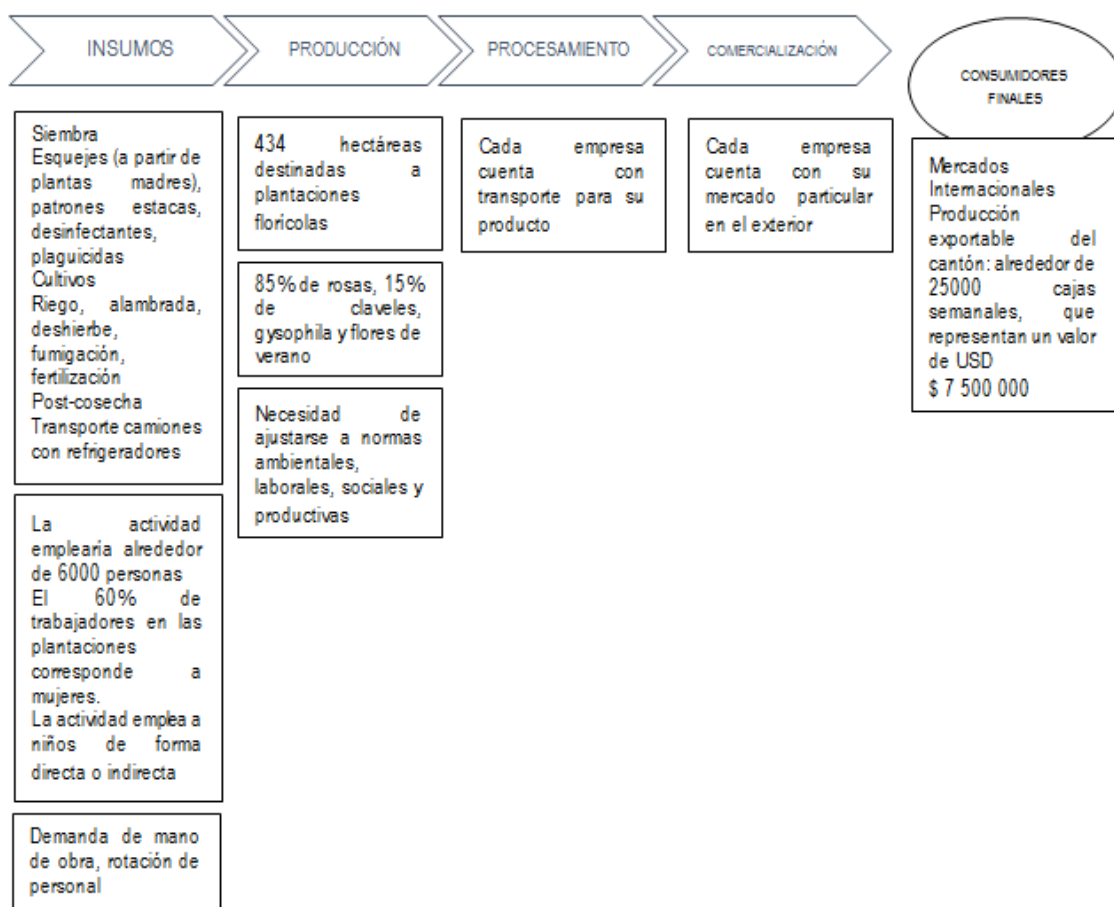 INSUMOS
PRODUCCIÓN
PROCESAMIENTO
COMERCIALIZACIÓN
CONSUMIDORES
FINALES
Siembra
Esquejes (a partir de
plantas madres),
patrones estacas,
desinfectantes,
plaguicidas
Cultivos
Riego, alambrada,
deshierbe,
fumigación,
fertilización
Post-cosecha
Transporte camiones
con refrigeradores
La actividad
emplearía alrededor
de 6000 personas
El 60% de
trabajadores en las
plantaciones
corresponde a
mujeres.
La actividad emplea a
niños de forma
directa o indirecta
Demanda de mano
de obra, rotación de
personal
434 hectáreas
destinadas a
plantaciones
florícolas
85% de rosas, 15%
de claveles,
gysophila y flores de
verano
Necesidad de
ajustarse a normas
ambientales,
laborales, sociales y
productivas
Cada empresa
cuenta con
transporte para su
producto
Cada empresa
cuenta con su
mercado particular
en el exterior
Mercados
Internacionales
Producción
exportable del
cantón: alrededor de
25000 cajas
semanales, que
representan un valor
de USD
$ 7 500 000